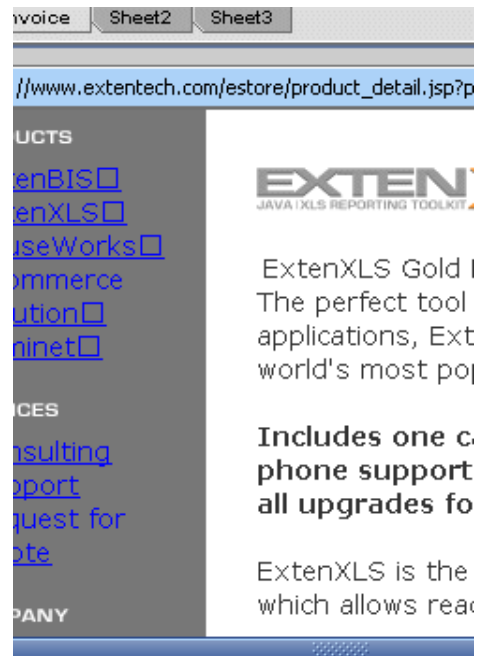 nvoice Sheet2 Sheet3
//www.extentech.com/estore/product_detail.jsp?p
UCTS
tenBIS□
tenXLS□
useWorks□
ommerce
ution□
minet□
ICES
nsulting
pport
quest for
ote
PANY
EXTEN
JAVA | XLS REPORTING TOOLKIT
ExtenXLS Gold
The perfect tool
applications, Ext
world's most pop
Includes one ca
phone support
all upgrades fo
ExtenXLS is the
which allows read